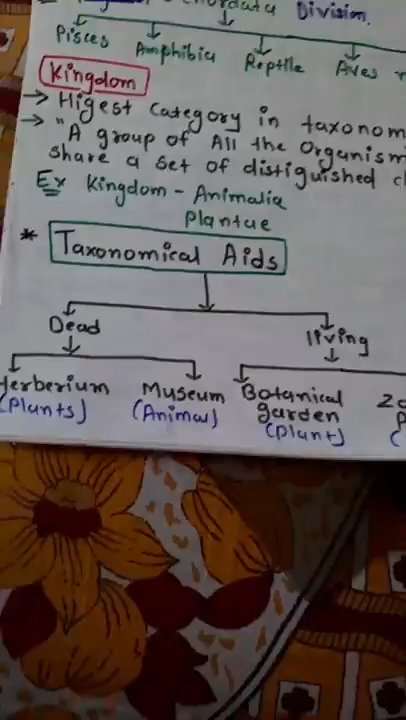 Division.
Pisces Amphibia Reptile Aves
Kingdom
→ Higest Category in taxonom
→ " A group of All the Organism
share a set of distiguished c
Ex Kingdom - Animalia
Plantae
* Taxonomical Aids
Dead living
Herberium Museum Botanical
(Plants) (Animal) garden
(Plant)